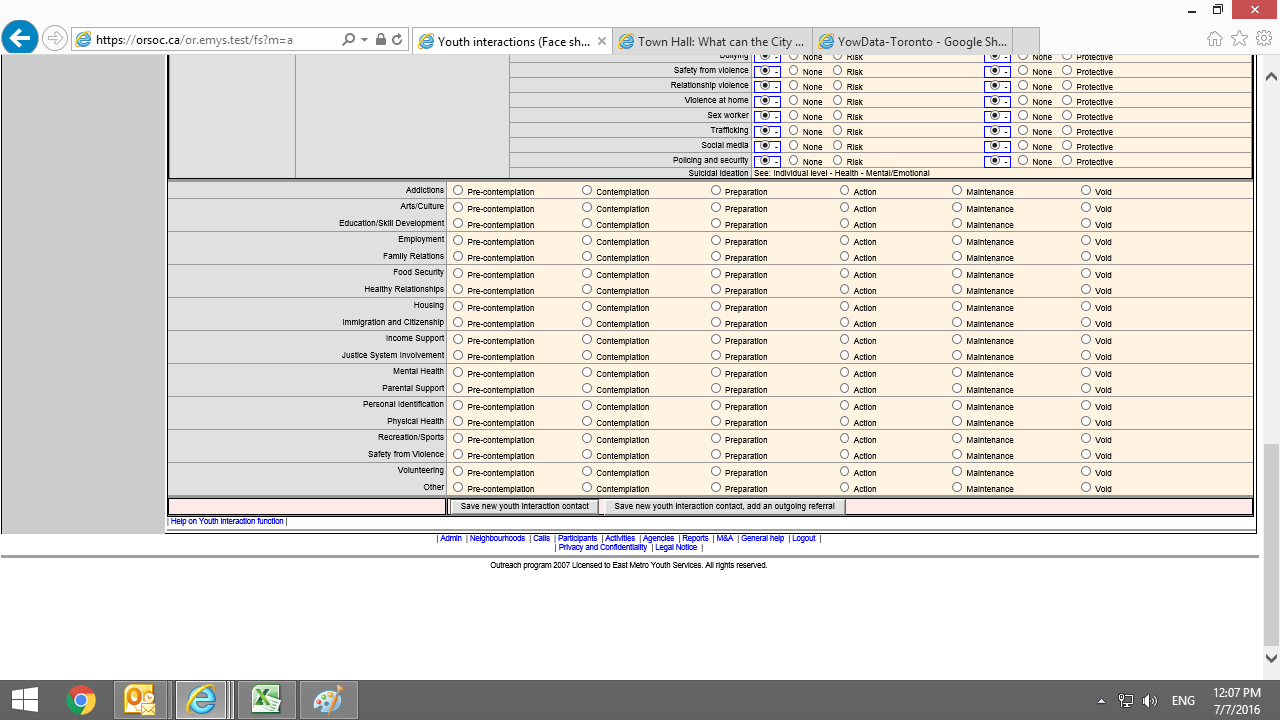 https://orsoc.ca/or.emys.test/fs?m=a
Youth interactions (Face sh...
Town Hall: What can the City ...
YowData-Toronto - Google Sh...
Bullying - None Risk - None Protective
Safety from violence - None Risk - None Protective
Relationship violence - None Risk - None Protective
Violence at home - None Risk - None Protective
Sex worker - None Risk - None Protective
Trafficking - None Risk - None Protective
Social media - None Risk - None Protective
Policing and security - None Risk - None Protective
Suicidal Ideation See: Individual level - Health - Mental/Emotional
Addictions Pre-contemplation Contemplation Preparation Action Maintenance Void
Arts/Culture Pre-contemplation Contemplation Preparation Action Maintenance Void
Education/Skill Development Pre-contemplation Contemplation Preparation Action Maintenance Void
Employment Pre-contemplation Contemplation Preparation Action Maintenance Void
Family Relations Pre-contemplation Contemplation Preparation Action Maintenance Void
Food Security Pre-contemplation Contemplation Preparation Action Maintenance Void
Healthy Relationships Pre-contemplation Contemplation Preparation Action Maintenance Void
Housing Pre-contemplation Contemplation Preparation Action Maintenance Void
Immigration and Citizenship Pre-contemplation Contemplation Preparation Action Maintenance Void
Income Support Pre-contemplation Contemplation Preparation Action Maintenance Void
Justice System Involvement Pre-contemplation Contemplation Preparation Action Maintenance Void
Mental Health Pre-contemplation Contemplation Preparation Action Maintenance Void
Parental Support Pre-contemplation Contemplation Preparation Action Maintenance Void
Personal Identification Pre-contemplation Contemplation Preparation Action Maintenance Void
Physical Health Pre-contemplation Contemplation Preparation Action Maintenance Void
Recreation/Sports Pre-contemplation Contemplation Preparation Action Maintenance Void
Safety from Violence Pre-contemplation Contemplation Preparation Action Maintenance Void
Volunteering Pre-contemplation Contemplation Preparation Action Maintenance Void
Other Pre-contemplation Contemplation Preparation Action Maintenance Void
Save new youth interaction contact Save new youth interaction contact, add an outgoing referral
| Help on Youth Interaction function |
| Admin | Neighbourhoods | Calls | Participants | Activities | Agencies | Reports | M&A | General help | Logout |
| Privacy and Confidentiality | Legal Notice |
Outreach program 2007 Licensed to East Metro Youth Services. All rights reserved.
ENG
12:07 PM
7/7/2016